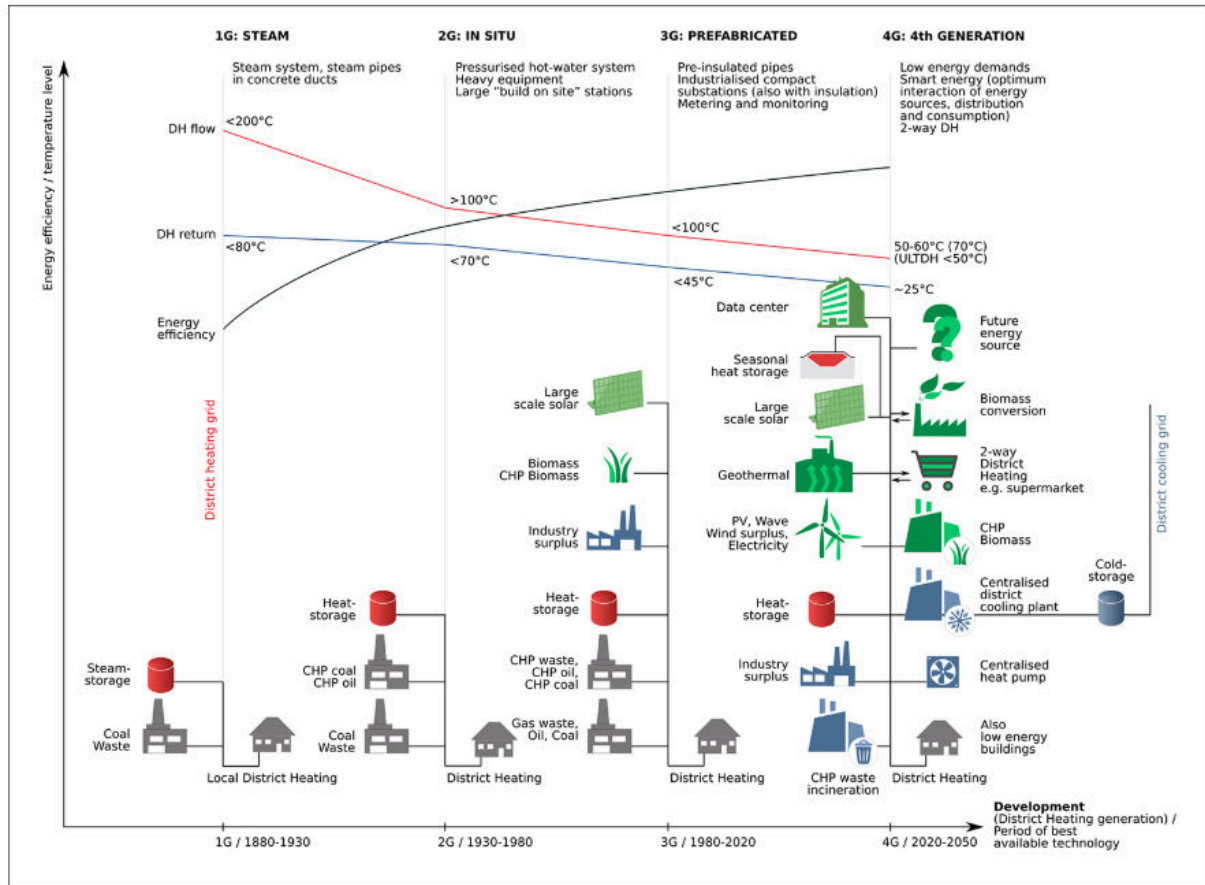 1G: STEAM
Steam system, steam pipes
in concrete ducts
2G: IN SITU
Pressurised hot-water system
Heavy equipment
Large "build on site" stations
3G: PREFABRICATED
Pre-insulated pipes
Industrialised compact
substations (also with insulation)
Metering and monitoring
4G: 4th GENERATION
Low energy demands
Smart energy (optimum
interaction of energy
sources, distribution
and consumption)
2-way DH
Energy efficiency / temperature level
DH flow
<200°C
>100°C
<100°C
50-60°C (70°C)
(ULTDH <50°C)
DH return
<80°C
<70°C
<45°C
~25°C
Energy
efficiency
District heating grid
Steam-
storage
Coal
Waste
Local District Heating
Heat-
storage
CHP coal
CHP oil
Coal
Waste
District Heating
Large
scale solar
Biomass
CHP Biomass
Industry
surplus
Heat-
storage
CHP waste,
CHP oil,
CHP coal
Gas waste,
Oil, Coal
District Heating
Data center
Seasonal
heat storage
Large
scale solar
Geothermal
PV, Wave
Wind surplus,
Electricity
Heat-
storage
Industry
surplus
CHP waste
incineration
Future
energy
source
Biomass
conversion
2-way
District
Heating
e.g. supermarket
CHP
Biomass
Centralised
district
cooling plant
Centralised
heat pump
Also
low energy
buildings
District Heating
Cold-
storage
District cooling grid
1G / 1880-1930
2G / 1930-1980
3G / 1980-2020
4G / 2020-2050
Development
(District Heating generation) /
Period of best
available technology